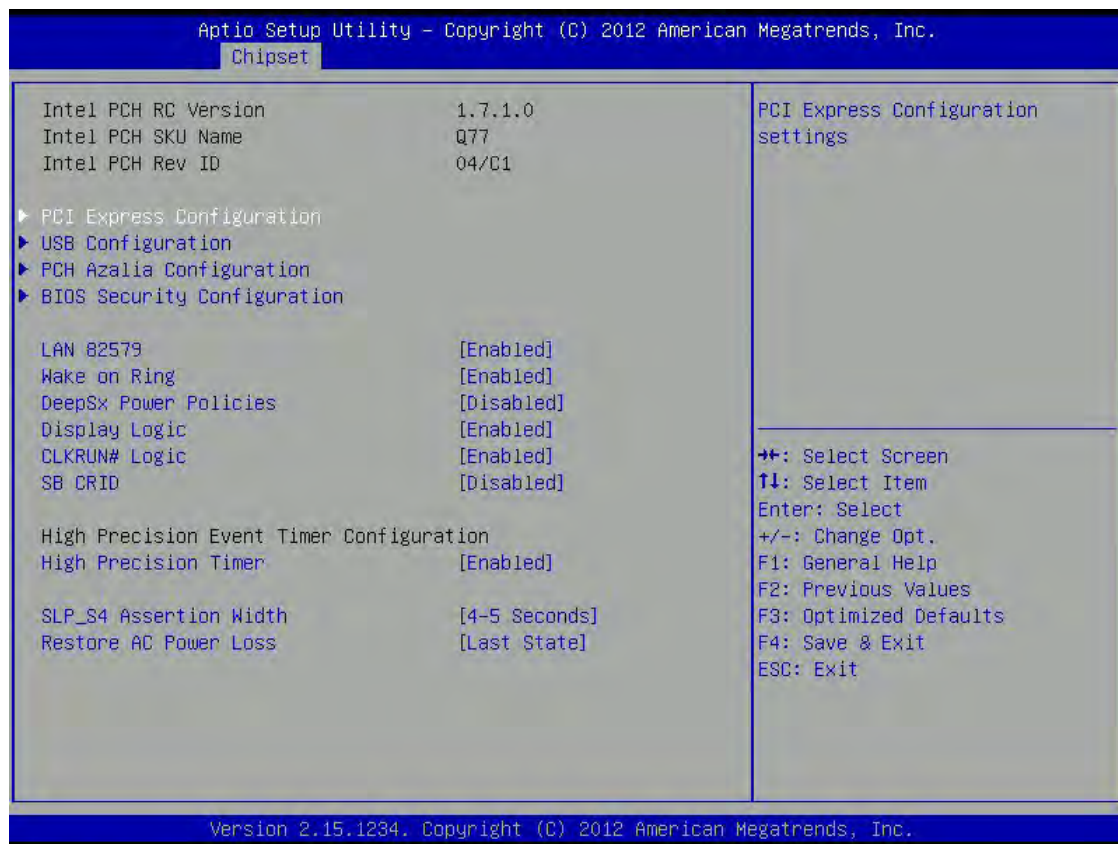 Aptio Setup Utility – Copyright (C) 2012 American Megatrends, Inc.
Chipset
Intel PCH RC Version 1.7.1.0
Intel PCH SKU Name Q77
Intel PCH Rev ID 04/C1
PCI Express Configuration
USB Configuration
PCH Azalia Configuration
BIOS Security Configuration
LAN 82579 [Enabled]
Wake on Ring [Enabled]
DeepSx Power Policies [Disabled]
Display Logic [Enabled]
CLKRUN# Logic [Enabled]
SB CRID [Disabled]
High Precision Event Timer Configuration
High Precision Timer [Enabled]
SLP_S4 Assertion Width [4-5 Seconds]
Restore AC Power Loss [Last State]
PCI Express Configuration
settings
→←: Select Screen
↑↓: Select Item
Enter: Select
+/-: Change Opt.
F1: General Help
F2: Previous Values
F3: Optimized Defaults
F4: Save & Exit
ESC: Exit
Version 2.15.1234. Copyright (C) 2012 American Megatrends, Inc.